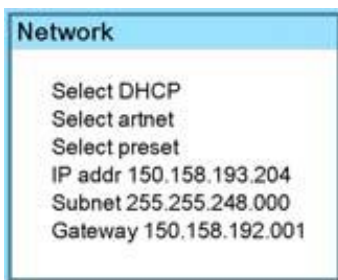 Network
Select DHCP
Select artnet
Select preset
IP addr 150.158.193.204
Subnet 255.255.248.000
Gateway 150.158.192.001